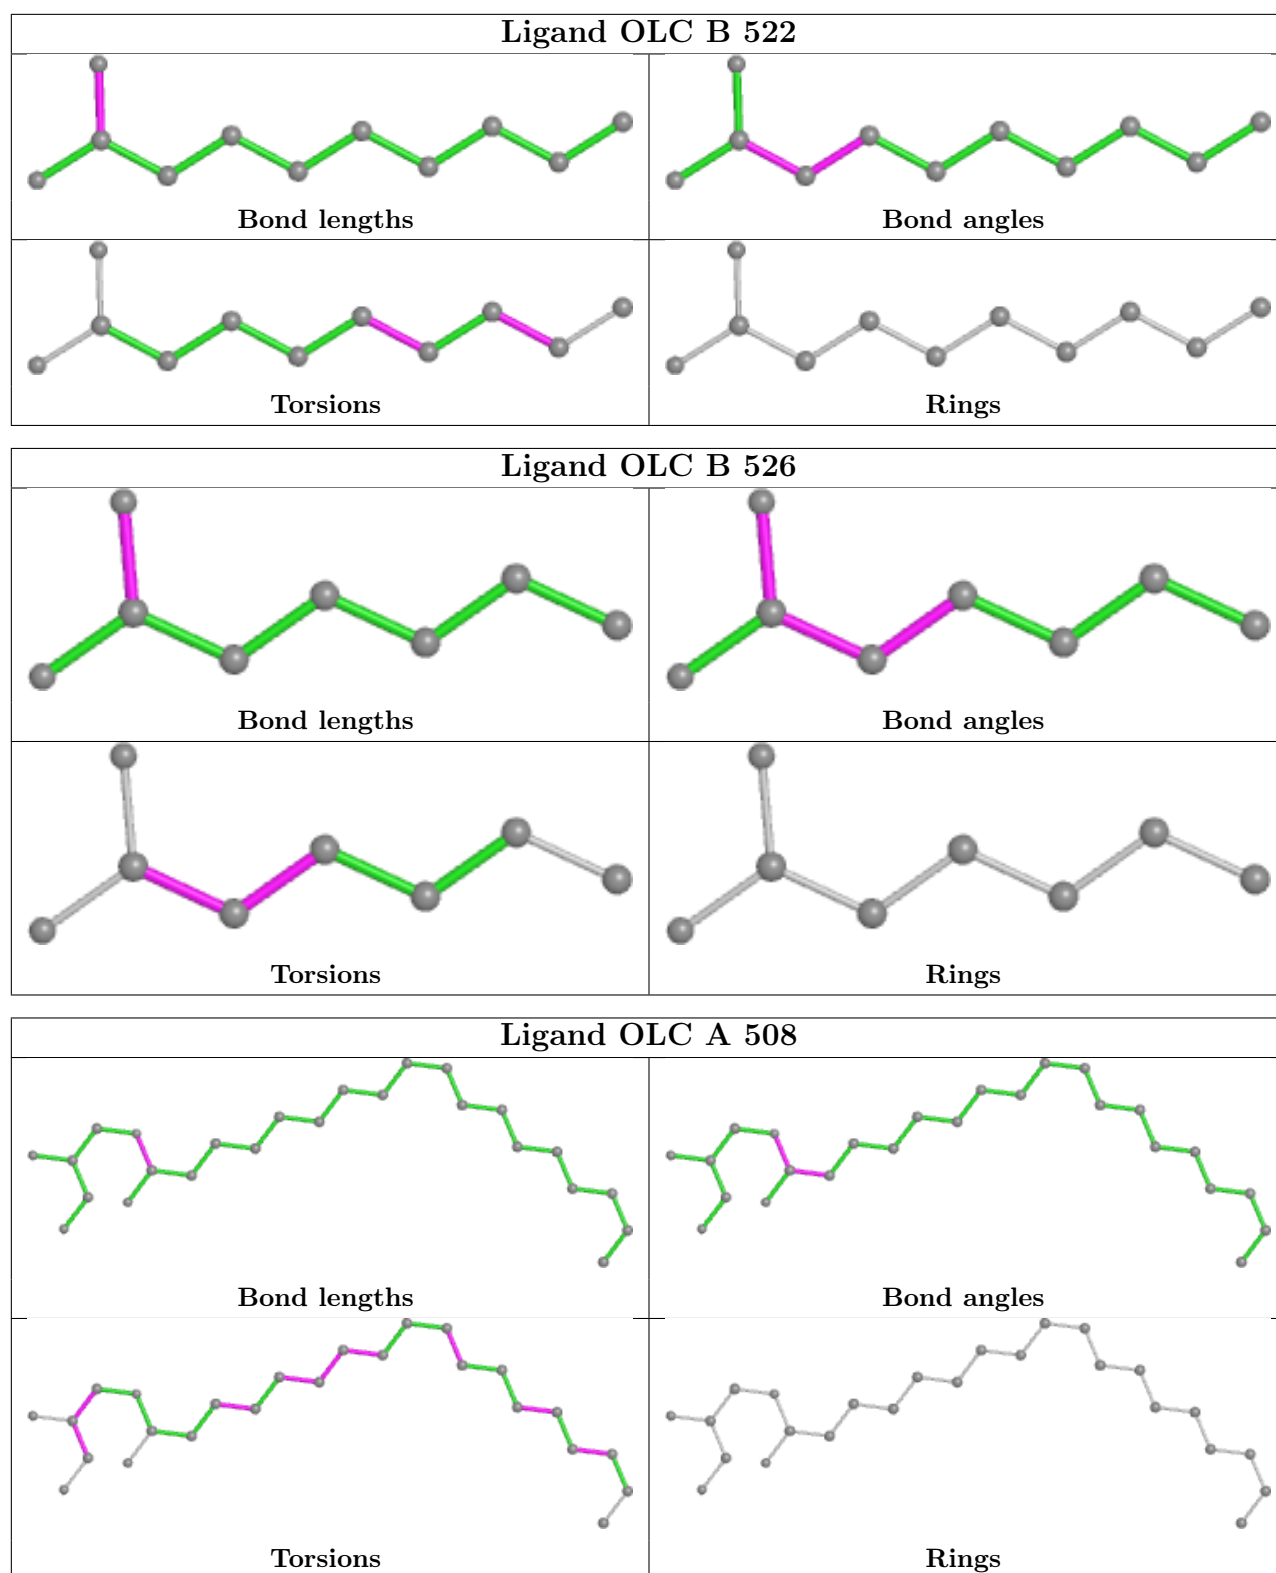 Ligand OLC B 522
Bond lengths
Bond angles
Torsions
Rings
Ligand OLC B 526
Bond lengths
Bond angles
Torsions
Rings
Ligand OLC A 508
Bond lengths
Bond angles
Torsions
Rings